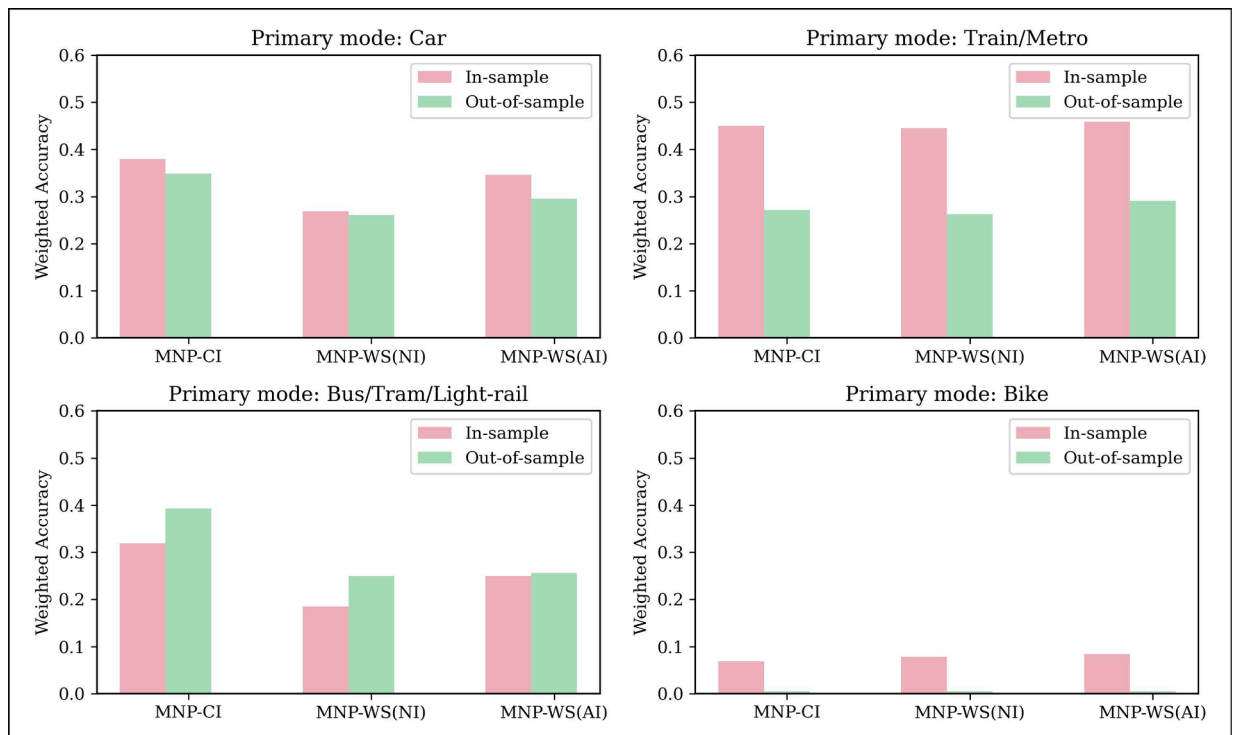 Primary mode: Car
0.6
0.5
0.4
0.3
0.2
0.1
0.0
Weighted Accuracy
In-sample
Out-of-sample
MNP-CI
MNP-WS(NI)
MNP-WS(AI)
Primary mode: Train/Metro
0.6
0.5
0.4
0.3
0.2
0.1
0.0
Weighted Accuracy
In-sample
Out-of-sample
MNP-CI
MNP-WS(NI)
MNP-WS(AI)
Primary mode: Bus/Tram/Light-rail
0.6
0.5
0.4
0.3
0.2
0.1
0.0
Weighted Accuracy
In-sample
Out-of-sample
MNP-CI
MNP-WS(NI)
MNP-WS(AI)
Primary mode: Bike
0.6
0.5
0.4
0.3
0.2
0.1
0.0
Weighted Accuracy
In-sample
Out-of-sample
MNP-CI
MNP-WS(NI)
MNP-WS(AI)